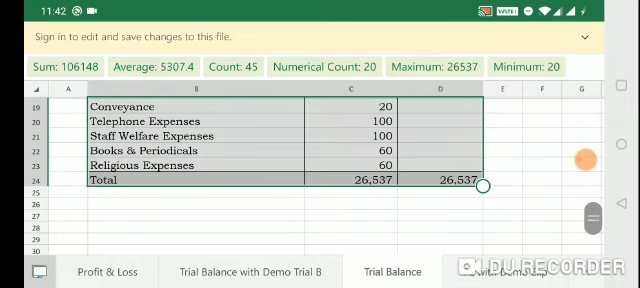 11:42
Sign in to edit and save changes to this file.
Sum: 106148 Average: 5307.4 Count: 45 Numerical Count: 20 Maximum: 26537 Minimum: 20
A B C D E F G
19 Conveyance 20
20 Telephone Expenses 100
21 Staff Welfare Expenses 100
22 Books & Periodicals 60
23 Religious Expenses 60
24 Total 26,537 26,537
25
26
27
28
29
30
Profit & Loss Trial Balance with Demo Trial B Trial Balance with Demo Exp
DU RECORDER